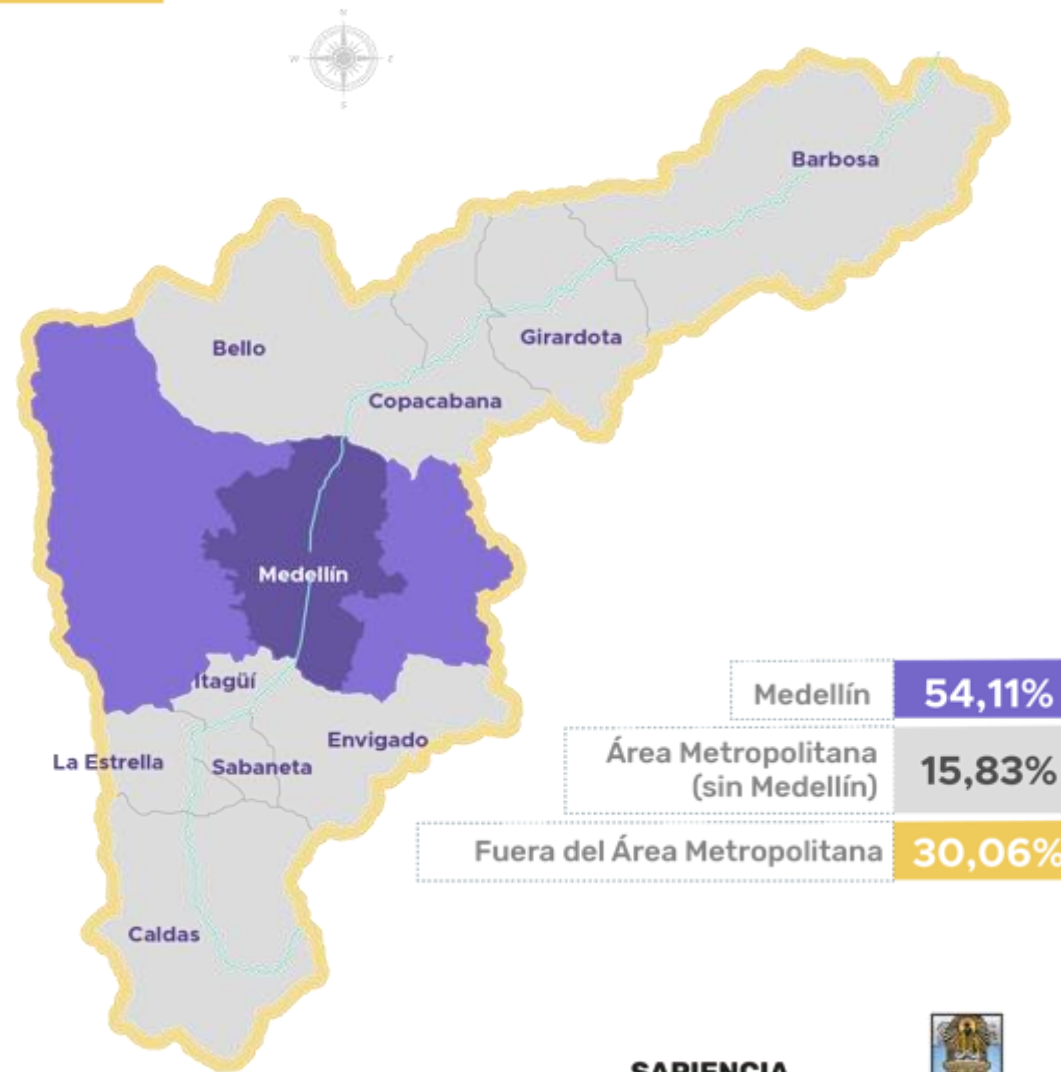 N
W
E
S
Barbosa
Girardota
Bello
Copacabana
Medellín
Itagüí
Envigado
La Estrella
Sabaneta
Caldas
Medellín 54,11%
Área Metropolitana
(sin Medellín) 15,83%
Fuera del Área Metropolitana 30,06%
SAPIENCIA